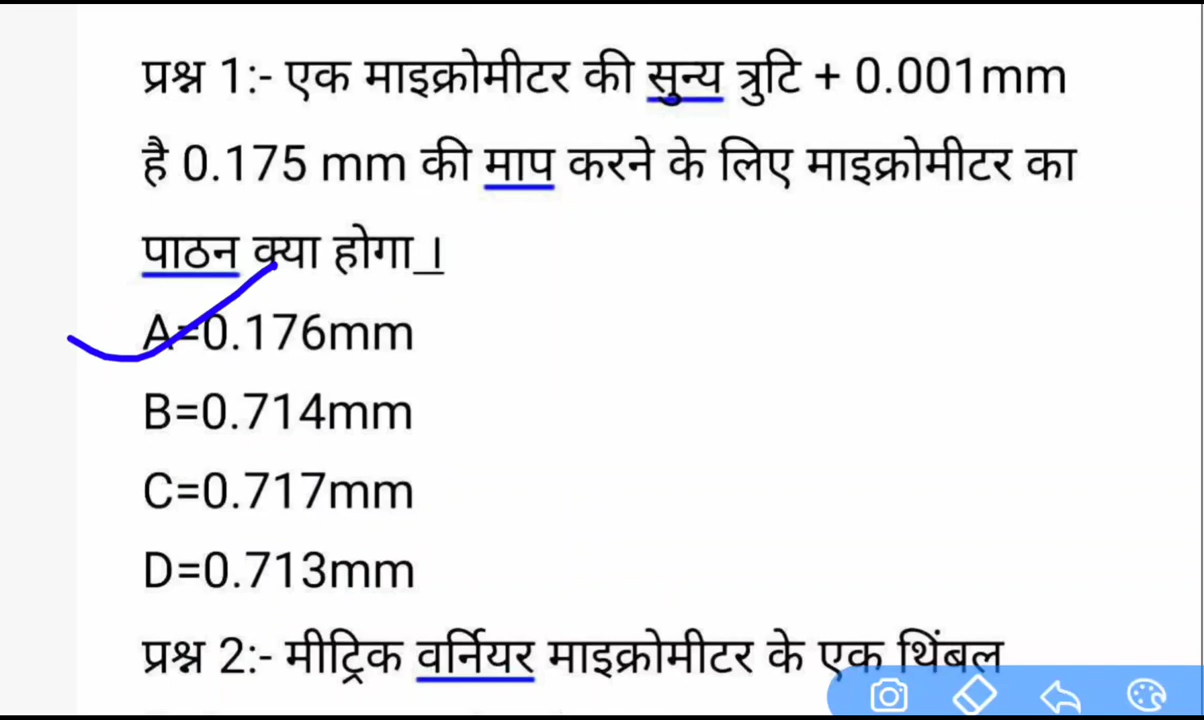 प्रश्न 1:- एक माइक्रोमीटर की सुन्य त्रुटि + 0.001mm
है 0.175 mm की माप करने के लिए माइक्रोमीटर का
पाठन क्या होगा_।
A=0.176mm
B=0.714mm
C=0.717mm
D=0.713mm
प्रश्न 2:- मीट्रिक वर्नियर माइक्रोमीटर के एक थिंबल